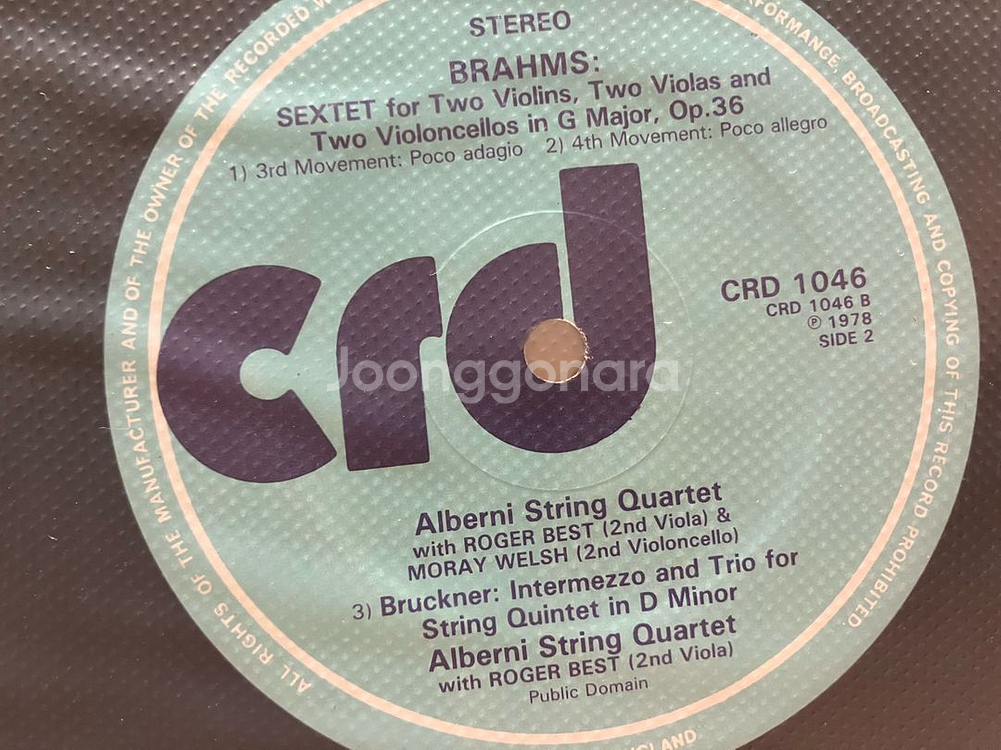 STEREO
BRAHMS:
SEXTET for Two Violins, Two Violas and
Two Violoncellos in G Major, Op.36
1) 3rd Movement: Poco adagio 2) 4th Movement: Poco allegro
crd
CRD 1046
CRD 1046 B
Ⓟ 1978
SIDE 2
Joonggonara
Alberni String Quartet
with ROGER BEST (2nd Viola) &
MORAY WELSH (2nd Violoncello)
3) Bruckner: Intermezzo and Trio for
String Quintet in D Minor
Alberni String Quartet
with ROGER BEST (2nd Viola)
Public Domain
ALL RIGHTS OF THE MANUFACTURER AND OF THE OWNER OF THE RECORDED
BROADCASTING AND COPYING OF THIS RECORD PROHIBITED.